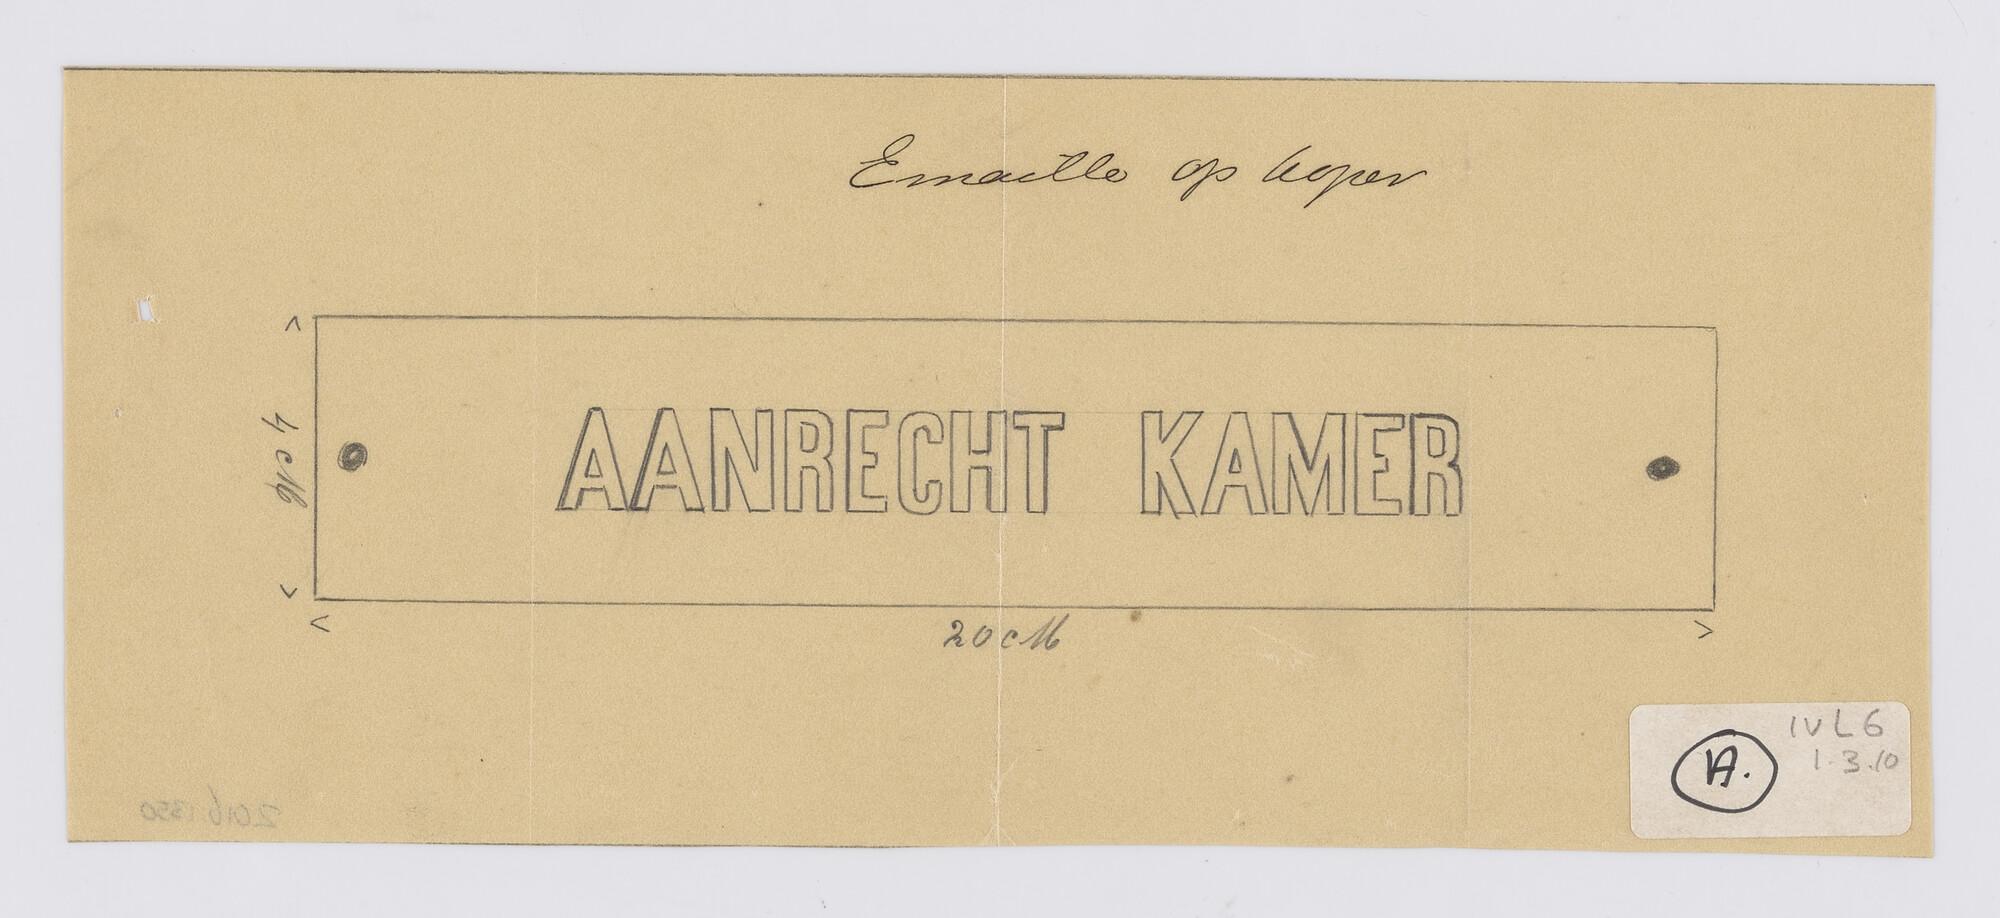 Emaille op koper
4 cM
AANRECHT KAMER
20 cM
IVL6
A.
1.3.10
2016.1350